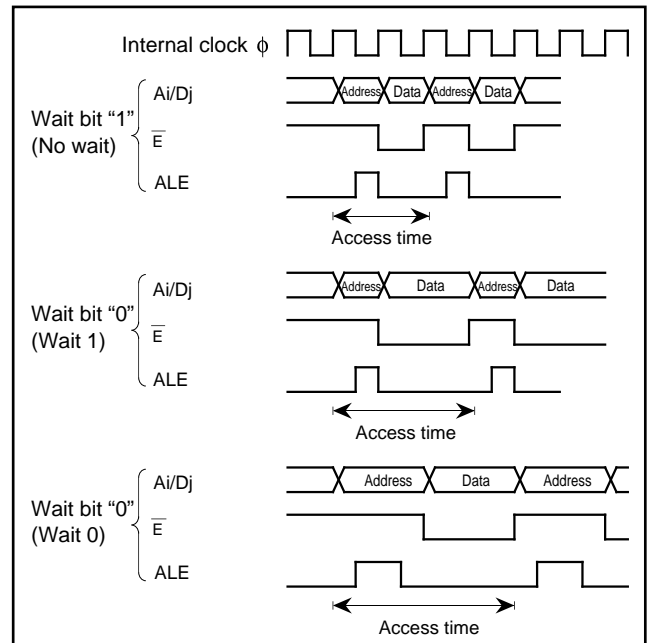 Internal clock ϕ
Wait bit “1”
(No wait)
Ai/Dj
Address Data Address Data
E̅
ALE
Access time
Wait bit “0”
(Wait 1)
Ai/Dj
Address Data Address Data
E̅
ALE
Access time
Wait bit “0”
(Wait 0)
Ai/Dj
Address Data Address
E̅
ALE
Access time